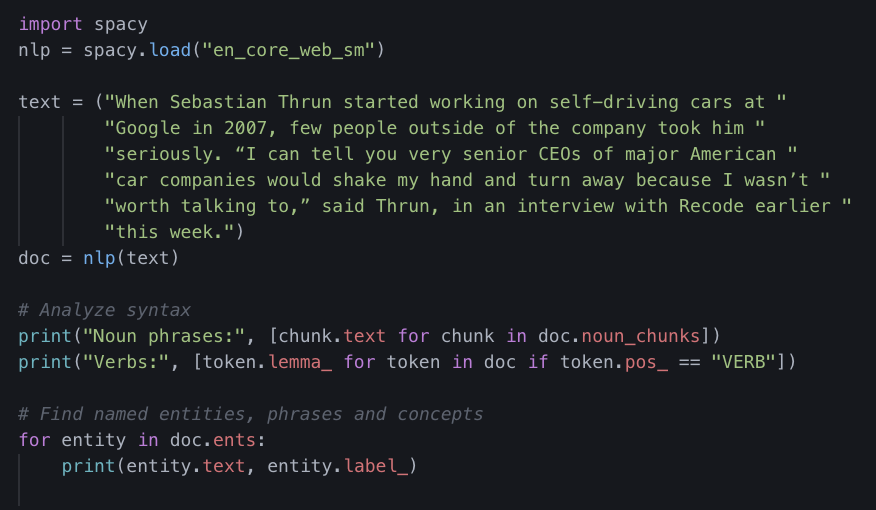 import spacy
nlp = spacy.load("en_core_web_sm")
text = ("When Sebastian Thrun started working on self-driving cars at "
"Google in 2007, few people outside of the company took him "
"seriously. “I can tell you very senior CEOs of major American "
"car companies would shake my hand and turn away because I wasn’t "
"worth talking to,” said Thrun, in an interview with Recode earlier "
"this week.")
doc = nlp(text)
# Analyze syntax
print("Noun phrases:", [chunk.text for chunk in doc.noun_chunks])
print("Verbs:", [token.lemma_ for token in doc if token.pos_ == "VERB"])
# Find named entities, phrases and concepts
for entity in doc.ents:
    print(entity.text, entity.label_)